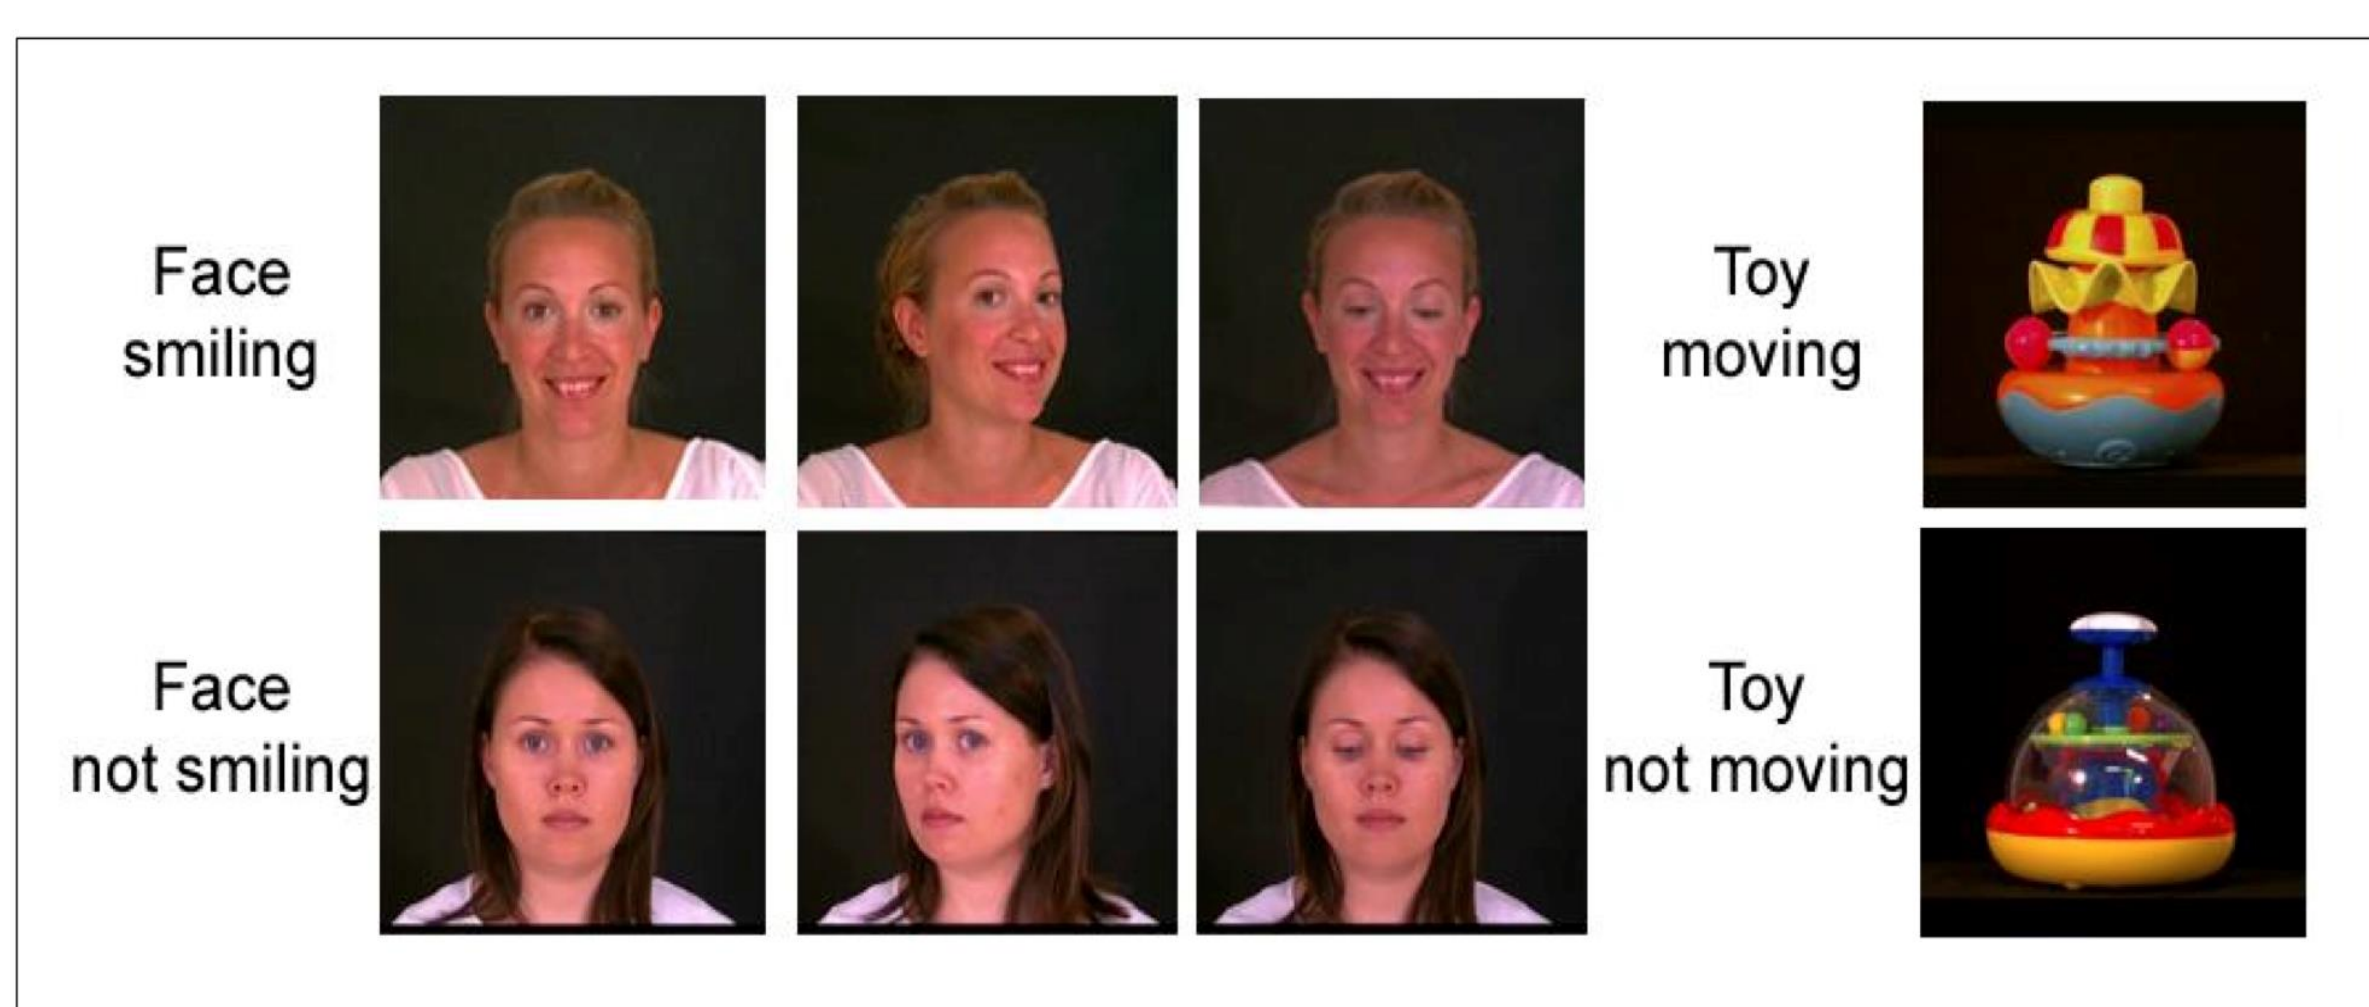 Face
smiling
Toy
moving
Face
not smiling
Toy
not moving